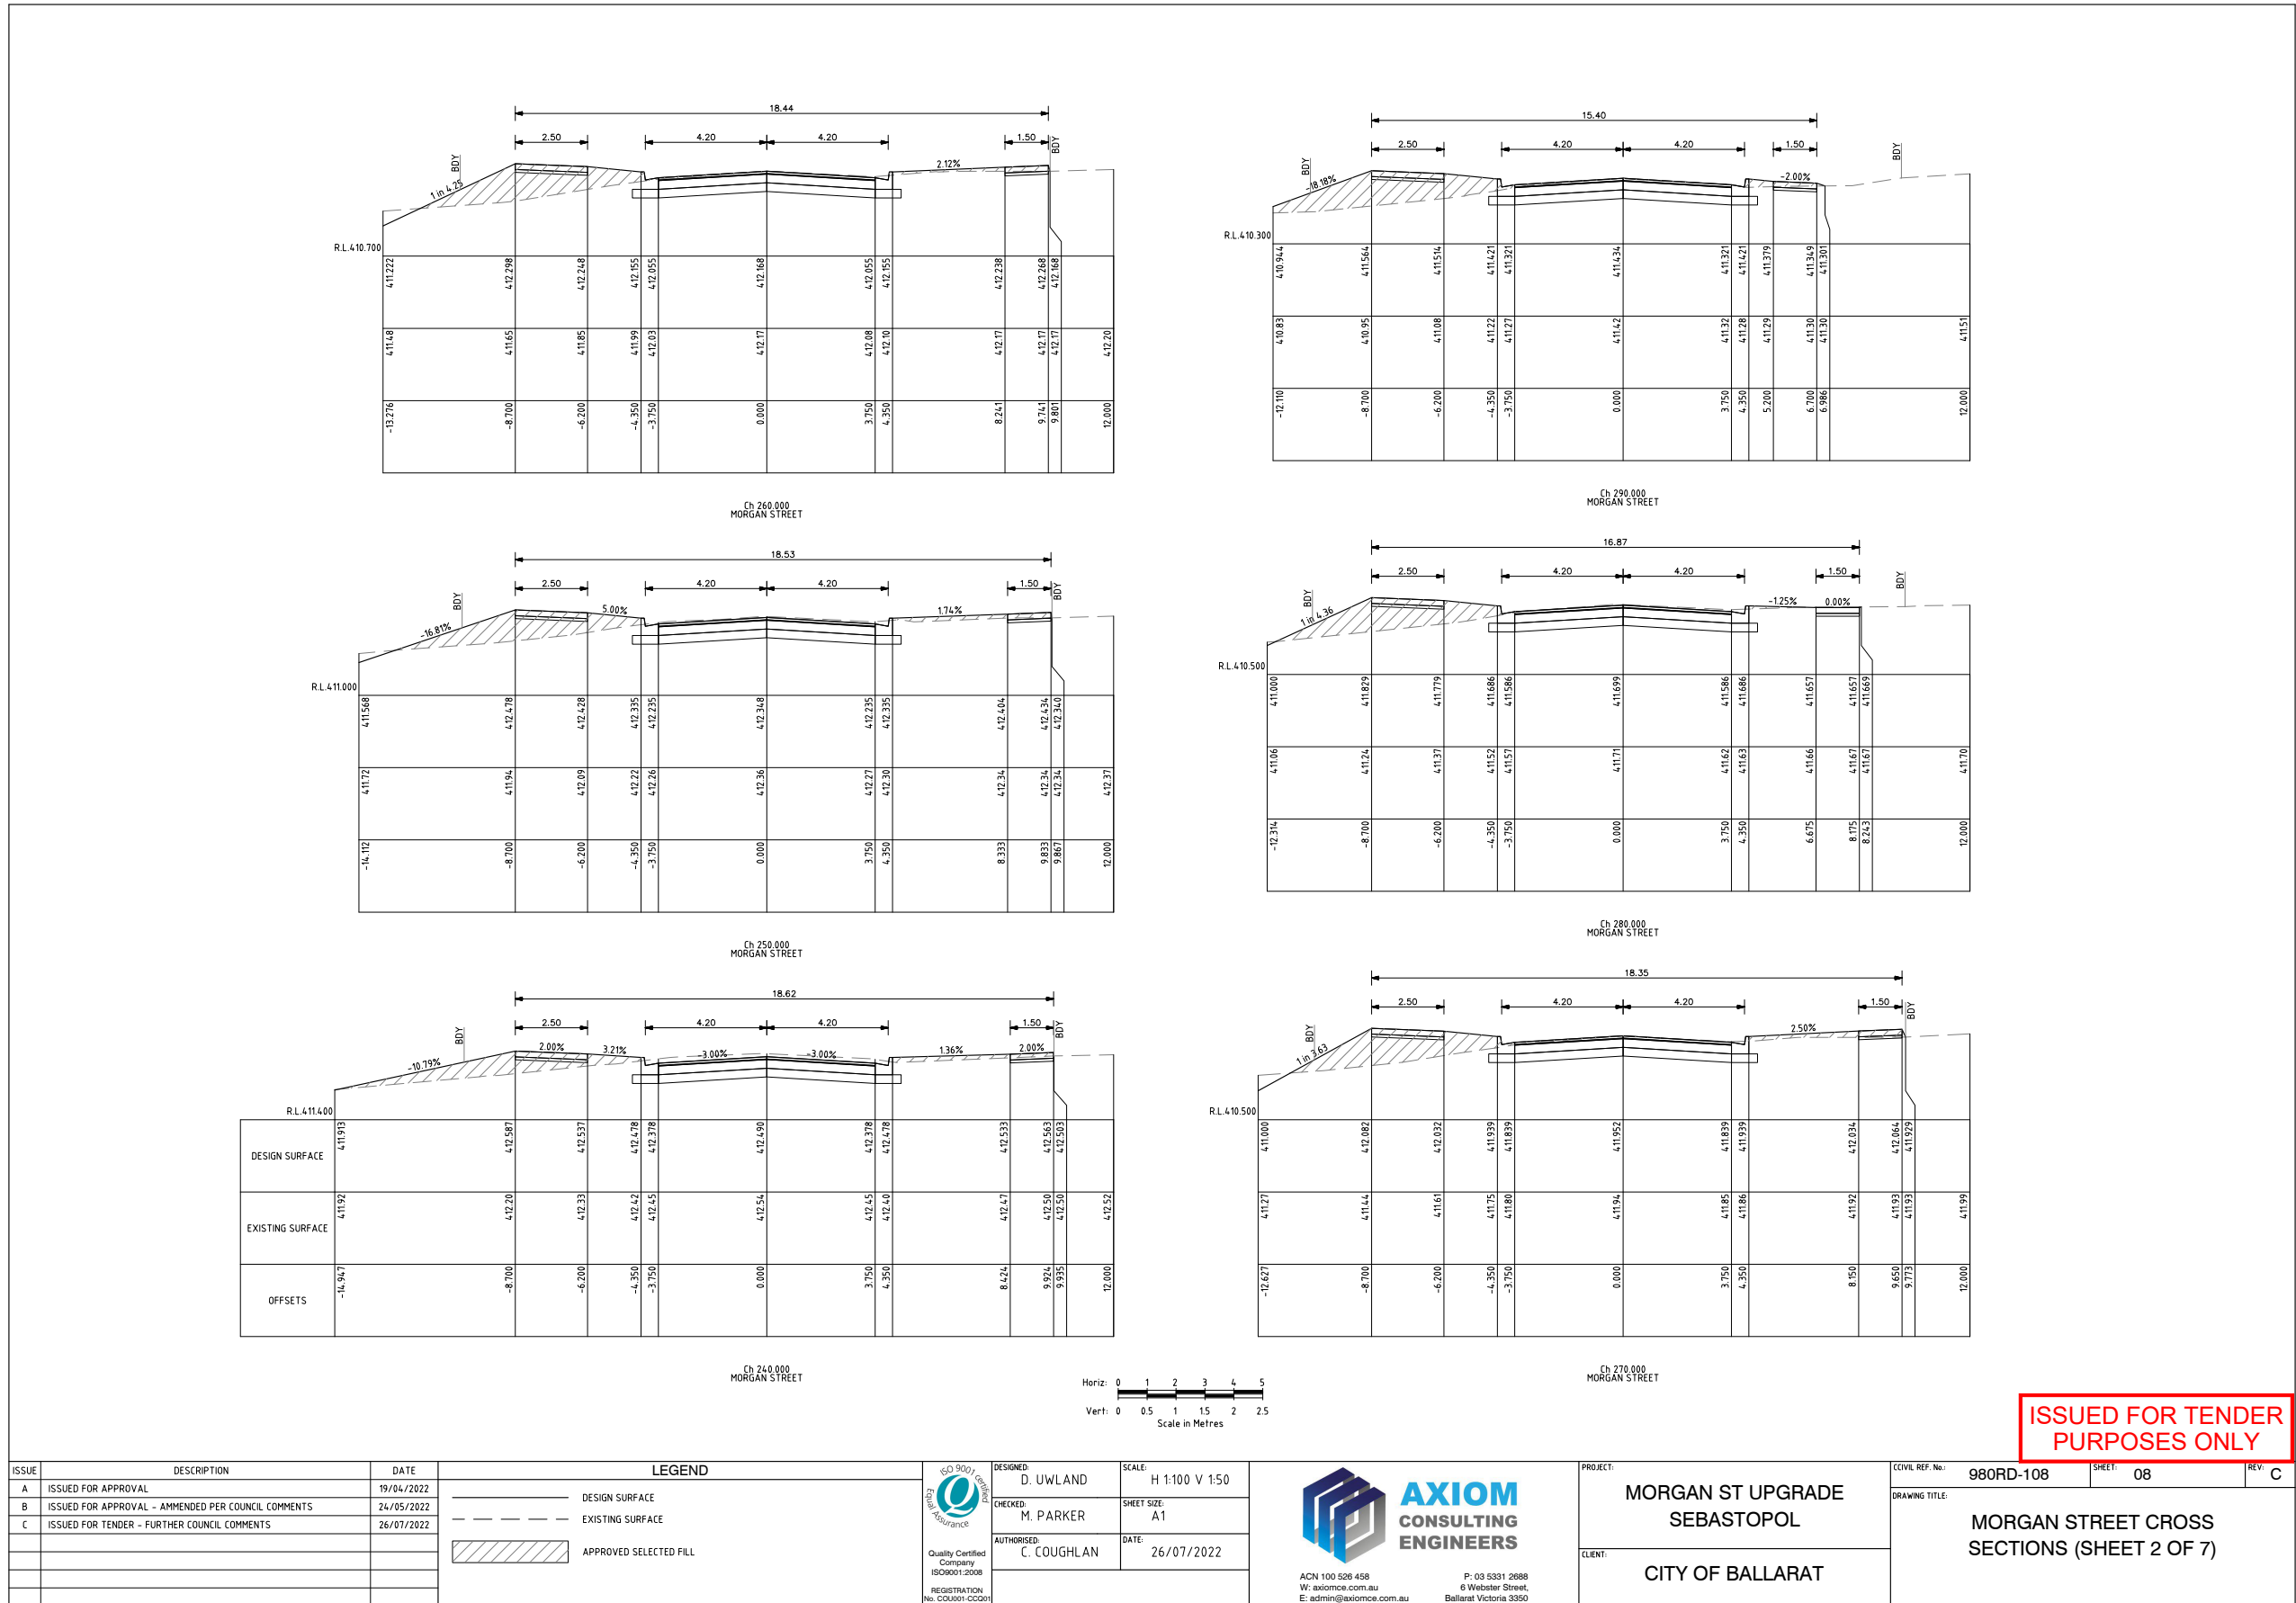 18.44
2.50
4.20
4.20
1.50
BDY
BDY
1 in 4.25
2.12%
R.L.410.700
411.222 412.298 412.248 412.155 412.055 412.168 412.055 412.155 412.238 412.268 412.168
411.48 411.65 411.85 411.99 412.03 412.17 412.08 412.10 412.17 412.17 412.17 412.20
-13.276 -8.700 -6.200 -4.350 -3.750 0.000 3.750 4.350 8.241 9.741 9.801 12.000
Ch 260.000
MORGAN STREET
15.40
2.50
4.20
4.20
1.50
BDY
BDY
-18.18%
-2.00%
R.L.410.300
410.944 411.564 411.514 411.421 411.321 411.434 411.321 411.421 411.379 411.349 411.301
410.83 410.95 411.08 411.22 411.27 411.42 411.32 411.28 411.29 411.30 411.30 411.51
-12.110 -8.700 -6.200 -4.350 -3.750 0.000 3.750 4.350 5.200 6.700 6.986 12.000
Ch 290.000
MORGAN STREET
18.53
2.50
4.20
4.20
1.50
BDY
BDY
-16.81%
5.00%
1.74%
R.L.411.000
411.568 412.478 412.428 412.335 412.235 412.348 412.235 412.335 412.404 412.434 412.340
411.72 411.94 412.09 412.22 412.26 412.36 412.27 412.30 412.34 412.34 412.34 412.37
-14.112 -8.700 -6.200 -4.350 -3.750 0.000 3.750 4.350 8.333 9.833 9.867 12.000
Ch 250.000
MORGAN STREET
16.87
2.50
4.20
4.20
1.50
BDY
BDY
1 in 4.36
-1.25%
0.00%
R.L.410.500
411.000 411.829 411.779 411.686 411.586 411.699 411.586 411.686 411.657 411.657 411.669
411.06 411.24 411.37 411.52 411.57 411.71 411.62 411.63 411.66 411.67 411.67 411.70
-12.314 -8.700 -6.200 -4.350 -3.750 0.000 3.750 4.350 6.675 8.175 8.243 12.000
Ch 280.000
MORGAN STREET
18.62
2.50
4.20
4.20
1.50
BDY
BDY
-10.79%
2.00%
3.21%
-3.00%
-3.00%
1.36%
2.00%
R.L.411.400
DESIGN SURFACE 411.913 412.587 412.537 412.478 412.378 412.490 412.378 412.478 412.533 412.563 412.503
EXISTING SURFACE 411.92 412.20 412.33 412.42 412.45 412.54 412.45 412.40 412.47 412.50 412.50 412.52
OFFSETS -14.947 -8.700 -6.200 -4.350 -3.750 0.000 3.750 4.350 8.424 9.924 9.935 12.000
Ch 240.000
MORGAN STREET
18.35
2.50
4.20
4.20
1.50
BDY
BDY
1 in 3.63
2.50%
R.L.410.500
411.000 412.082 412.032 411.939 411.839 411.952 411.839 411.939 412.034 412.064 411.929
411.27 411.44 411.61 411.75 411.80 411.94 411.85 411.86 411.92 411.93 411.93 411.99
-12.627 -8.700 -6.200 -4.350 -3.750 0.000 3.750 4.350 8.150 9.650 9.773 12.000
Ch 270.000
MORGAN STREET
Horiz: 0 1 2 3 4 5
Vert: 0 0.5 1 1.5 2 2.5
Scale in Metres
ISSUED FOR TENDER
PURPOSES ONLY
ISSUE DESCRIPTION DATE
A ISSUED FOR APPROVAL 19/04/2022
B ISSUED FOR APPROVAL - AMMENDED PER COUNCIL COMMENTS 24/05/2022
C ISSUED FOR TENDER - FURTHER COUNCIL COMMENTS 26/07/2022
LEGEND
DESIGN SURFACE
EXISTING SURFACE
APPROVED SELECTED FILL
ISO 9001 certified
Equal Assurance
Quality Certified
Company
ISO9001:2008
REGISTRATION
No. COU001-CCQ01
DESIGNED:
D. UWLAND
CHECKED:
M. PARKER
AUTHORISED:
C. COUGHLAN
SCALE:
H 1:100 V 1:50
SHEET SIZE:
A1
DATE:
26/07/2022
AXIOM
CONSULTING
ENGINEERS
ACN 100 526 458
W: axiomce.com.au
E: admin@axiomce.com.au
P: 03 5331 2688
6 Webster Street,
Ballarat Victoria 3350
PROJECT:
MORGAN ST UPGRADE
SEBASTOPOL
CLIENT:
CITY OF BALLARAT
CCIVIL REF. No.: 980RD-108
SHEET: 08
REV: C
DRAWING TITLE:
MORGAN STREET CROSS
SECTIONS (SHEET 2 OF 7)